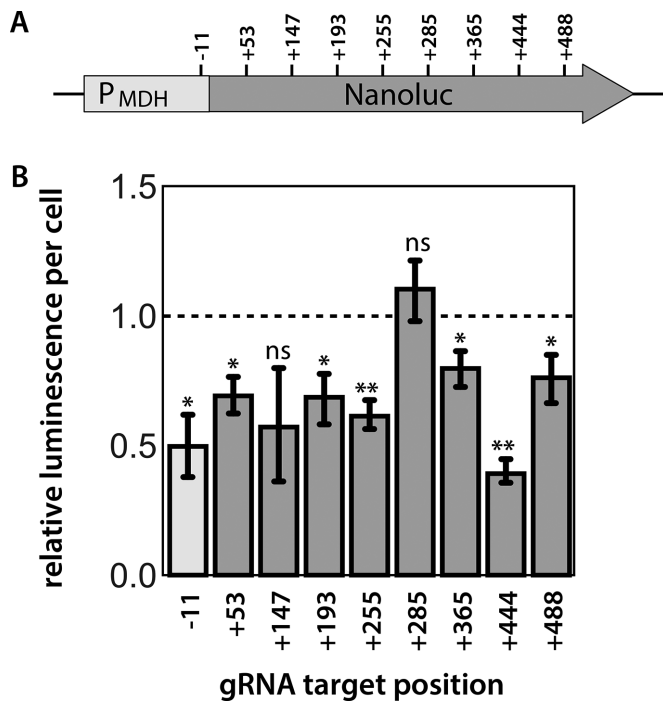 A
-11 +53 +147 +193 +255 +285 +365 +444 +488
P MDH Nanoluc
B
relative luminescence per cell
1.5
1.0
0.5
0.0
* * ns * ** ns * ** *
-11 +53 +147 +193 +255 +285 +365 +444 +488
gRNA target position